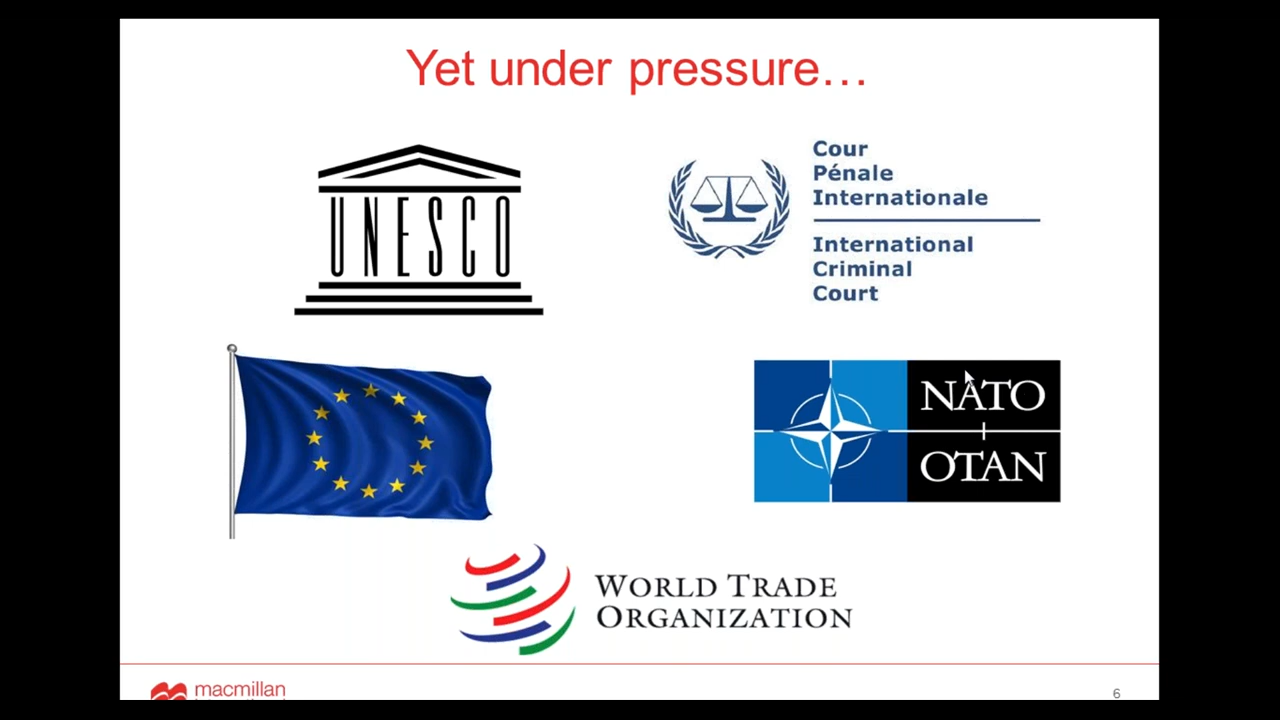 Yet under pressure…
UNESCO
Cour
Pénale
Internationale
International
Criminal
Court
NATO
OTAN
WORLD TRADE
ORGANIZATION
macmillan
6